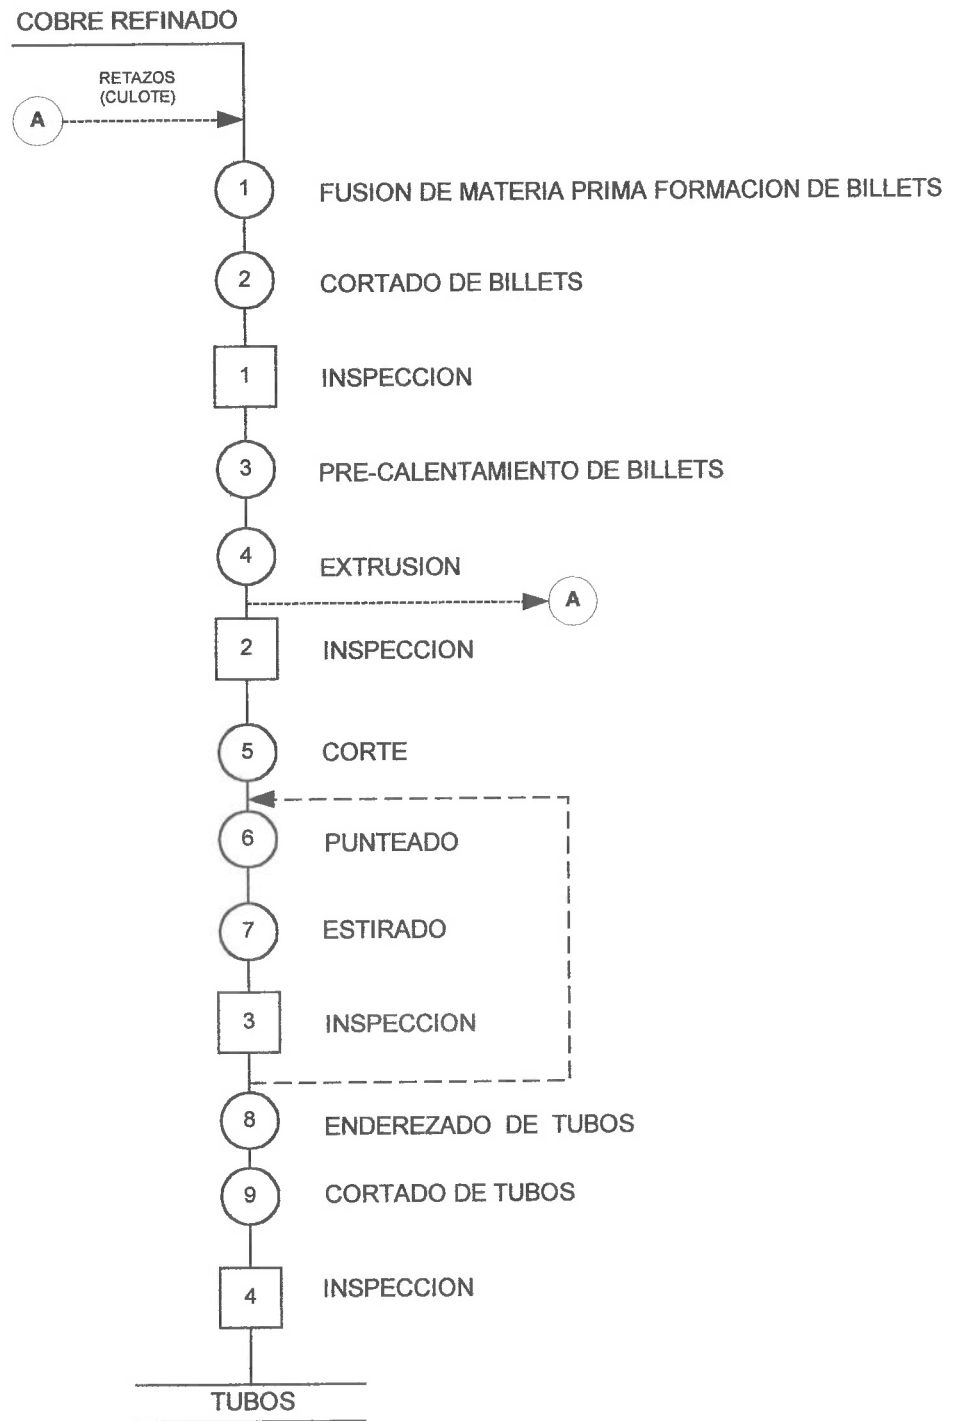 COBRE REFINADO
RETAZOS
(CULOTE)
A
1 FUSION DE MATERIA PRIMA FORMACION DE BILLETS
2 CORTADO DE BILLETS
1 INSPECCION
3 PRE-CALENTAMIENTO DE BILLETS
4 EXTRUSION
A
2 INSPECCION
5 CORTE
6 PUNTEADO
7 ESTIRADO
3 INSPECCION
8 ENDEREZADO DE TUBOS
9 CORTADO DE TUBOS
4 INSPECCION
TUBOS